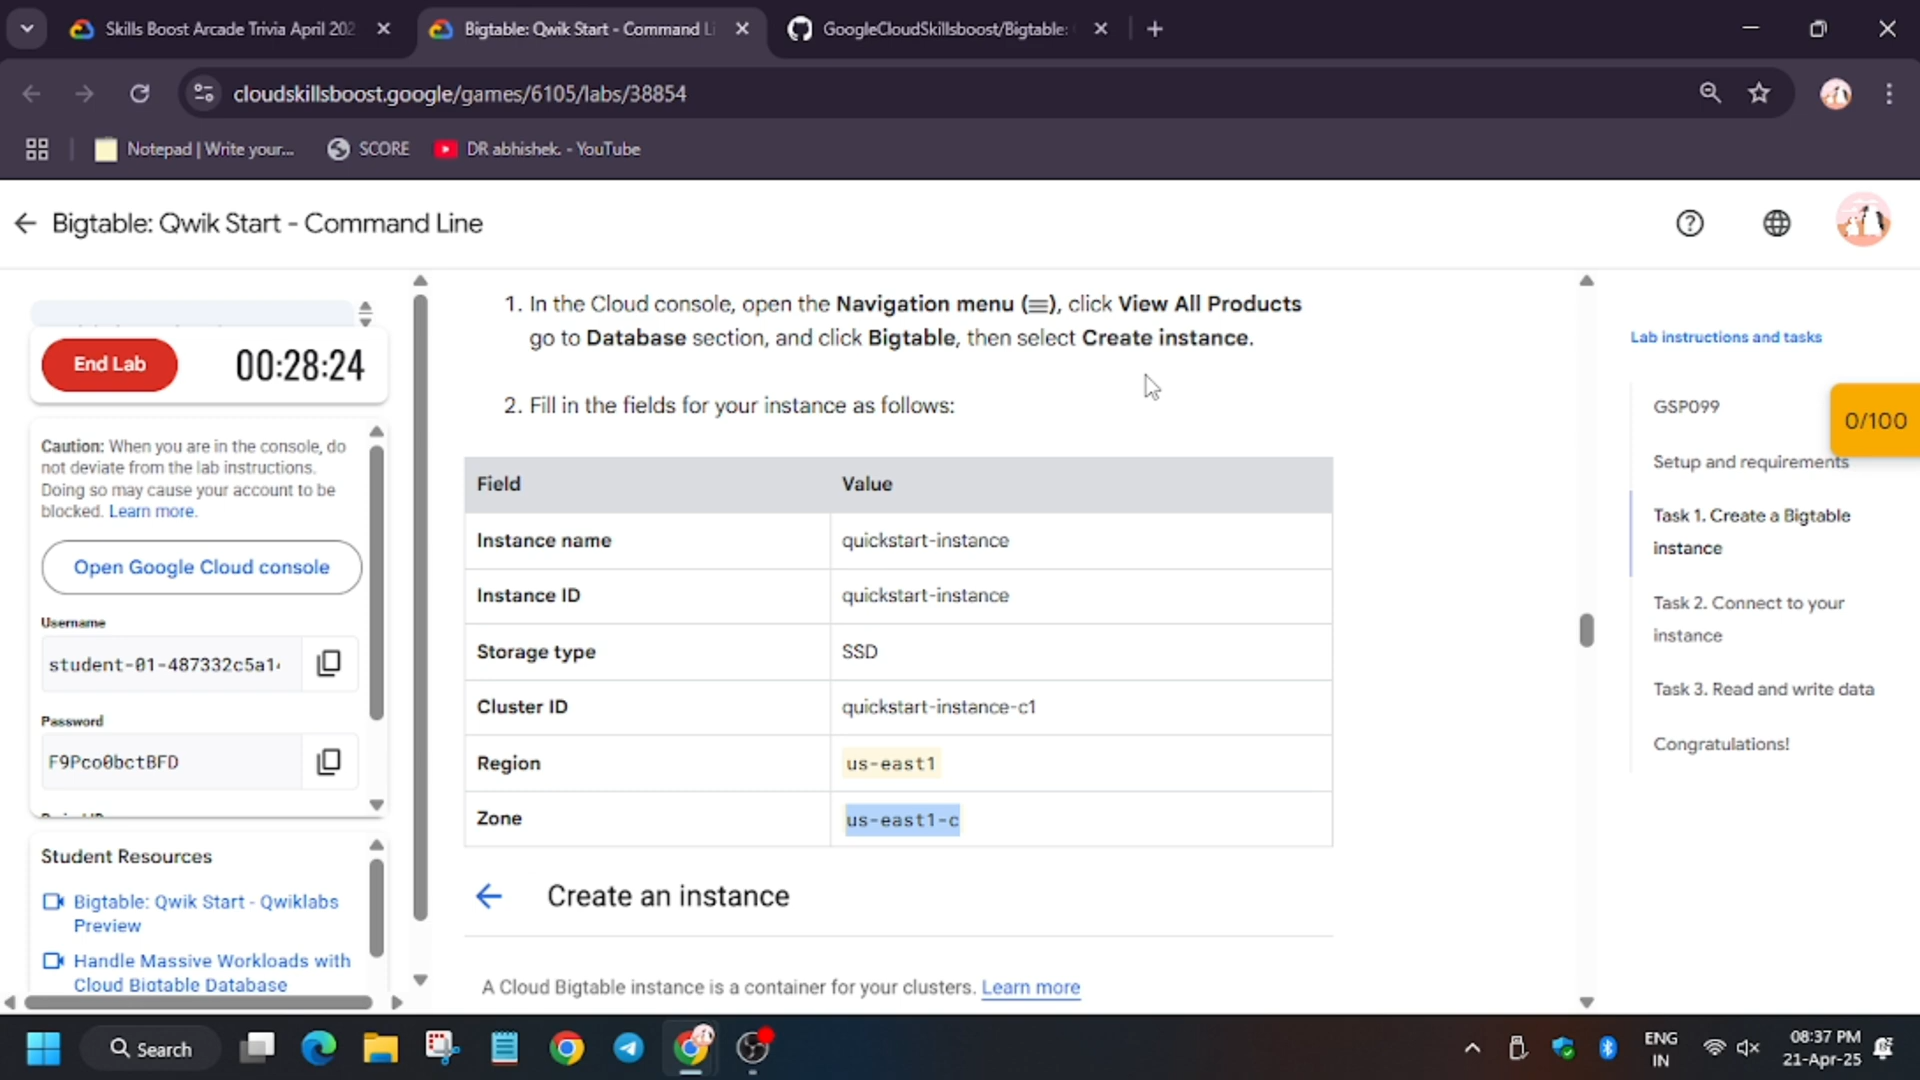 Skills Boost Arcade Trivia April 202
Bigtable: Qwik Start - Command Li
GoogleCloudSkillsboost/Bigtable:
cloudskillsboost.google/games/6105/labs/38854
Notepad | Write your...
SCORE
DR abhishek. - YouTube
Bigtable: Qwik Start - Command Line
End Lab
00:28:24
Caution: When you are in the console, do
not deviate from the lab instructions.
Doing so may cause your account to be
blocked. Learn more.
Open Google Cloud console
Username
student-01-487332c5a14
Password
F9Pco0bctBFD
Student Resources
Bigtable: Qwik Start - Qwiklabs
Preview
Handle Massive Workloads with
Cloud Bigtable Database
1. In the Cloud console, open the Navigation menu (≡), click View All Products
go to Database section, and click Bigtable, then select Create instance.
2. Fill in the fields for your instance as follows:
Field Value
Instance name quickstart-instance
Instance ID quickstart-instance
Storage type SSD
Cluster ID quickstart-instance-c1
Region us-east1
Zone us-east1-c
Create an instance
A Cloud Bigtable instance is a container for your clusters. Learn more
Lab instructions and tasks
GSP099
0/100
Setup and requirements
Task 1. Create a Bigtable
instance
Task 2. Connect to your
instance
Task 3. Read and write data
Congratulations!
Search
ENG
IN
08:37 PM
21-Apr-25